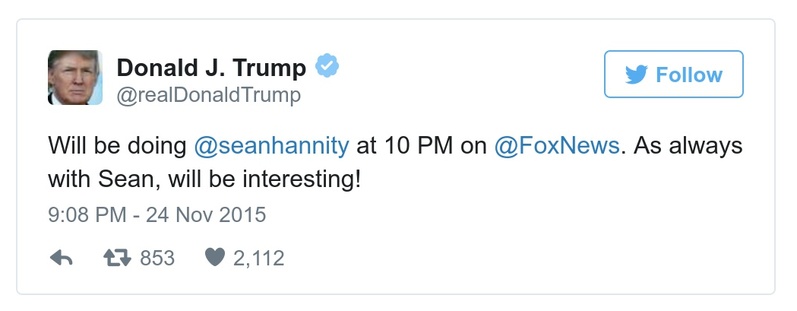 Donald J. Trump
@realDonaldTrump
Follow
Will be doing @seanhannity at 10 PM on @FoxNews. As always
with Sean, will be interesting!
9:08 PM - 24 Nov 2015
853 2,112